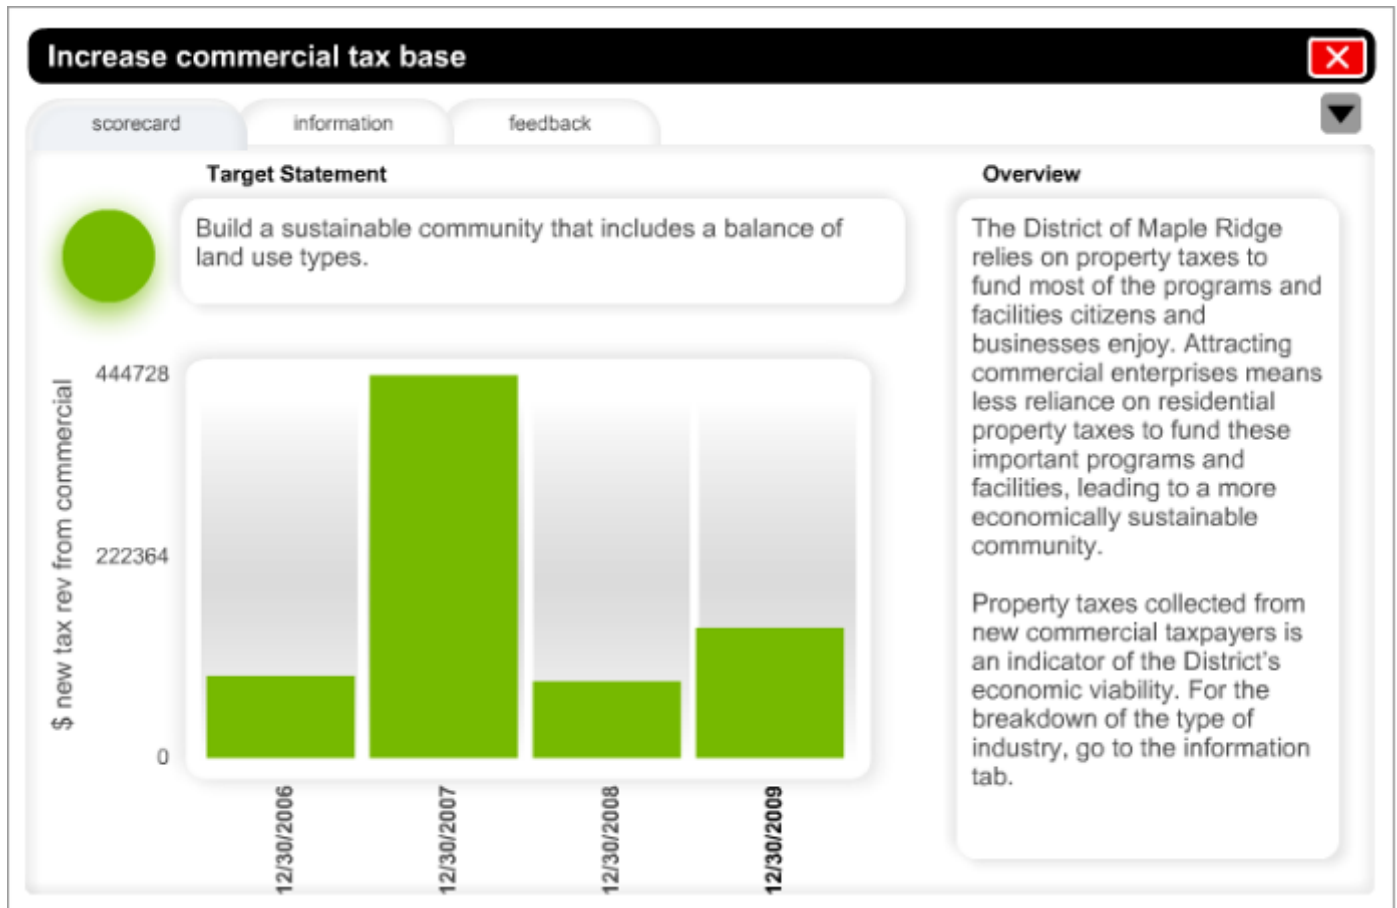 Increase commercial tax base
scorecard
information
feedback
Target Statement
Build a sustainable community that includes a balance of
land use types.
$ new tax rev from commercial
444728
222364
0
12/30/2006
12/30/2007
12/30/2008
12/30/2009
Overview
The District of Maple Ridge
relies on property taxes to
fund most of the programs and
facilities citizens and
businesses enjoy. Attracting
commercial enterprises means
less reliance on residential
property taxes to fund these
important programs and
facilities, leading to a more
economically sustainable
community.
Property taxes collected from
new commercial taxpayers is
an indicator of the District's
economic viability. For the
breakdown of the type of
industry, go to the information
tab.